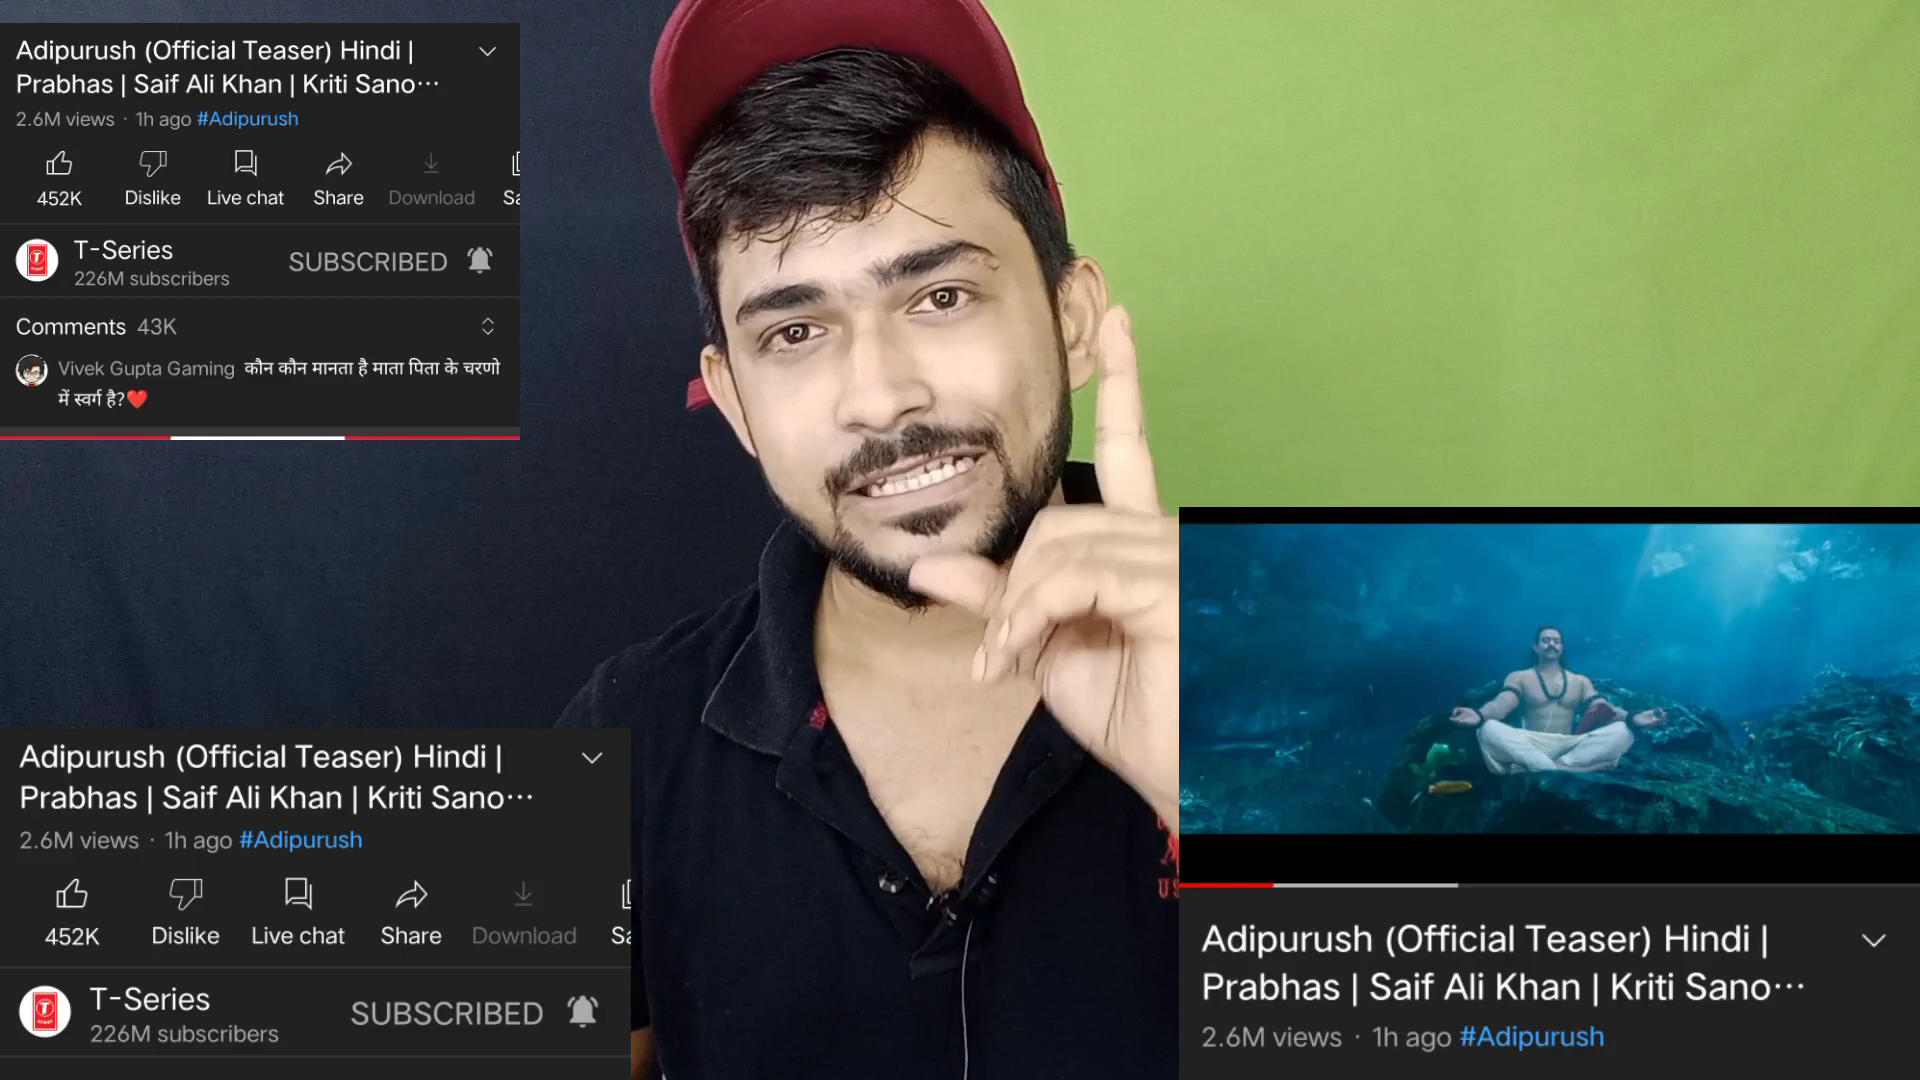 Adipurush (Official Teaser) Hindi |
Prabhas | Saif Ali Khan | Kriti Sano...
2.6M views · 1h ago #Adipurush
452K Dislike Live chat Share Download Sa
T-Series
226M subscribers
SUBSCRIBED
Comments 43K
Vivek Gupta Gaming कौन कौन मानता है माता पिता के चरणो
में स्वर्ग है?❤️
Adipurush (Official Teaser) Hindi |
Prabhas | Saif Ali Khan | Kriti Sano...
2.6M views · 1h ago #Adipurush
452K Dislike Live chat Share Download Sa
T-Series
226M subscribers
SUBSCRIBED
US
Adipurush (Official Teaser) Hindi |
Prabhas | Saif Ali Khan | Kriti Sano...
2.6M views · 1h ago #Adipurush